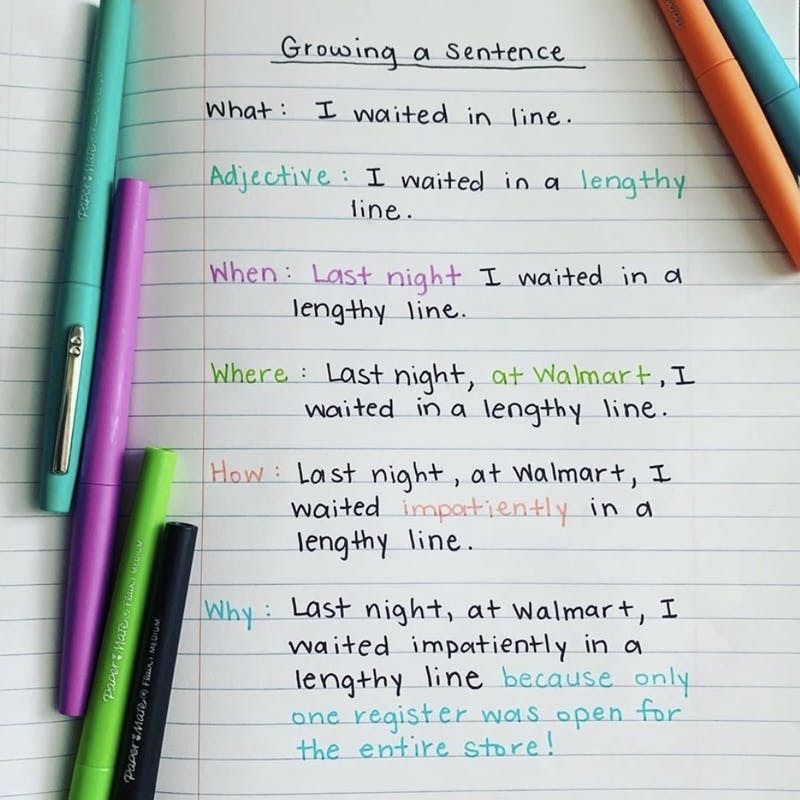 Growing a sentence
What: I waited in line.
Adjective: I waited in a lengthy
line.
When: Last night I waited in a
lengthy line.
Where: Last night, at Walmart, I
waited in a lengthy line.
How: Last night, at Walmart, I
waited impatiently in a
lengthy line.
Why: Last night, at Walmart, I
waited impatiently in a
lengthy line because only
one register was open for
the entire store!
Paper Mate
Paper Mate Flair MEDIUM
Paper Mate Flair MEDIUM